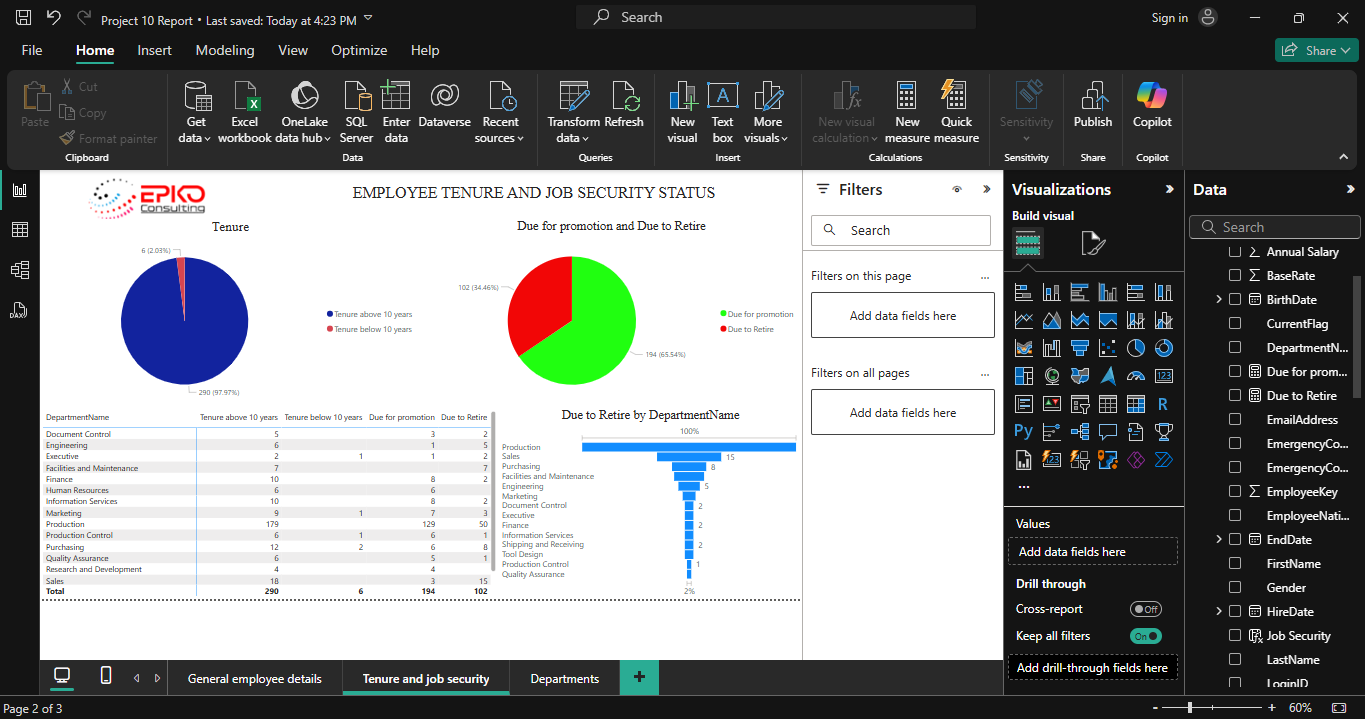 Project 10 Report • Last saved: Today at 4:23 PM
Search
Sign in
File Home Insert Modeling View Optimize Help
Share
Paste
Cut
Copy
Format painter
Clipboard
Get data
Excel workbook
OneLake data hub
SQL Server
Enter data
Dataverse
Recent sources
Data
Transform data
Refresh
Queries
New visual
Text box
More visuals
Insert
New visual calculation
New measure
Quick measure
Calculations
Sensitivity
Sensitivity
Publish
Share
Copilot
Copilot
EPIKO
Consulting
EMPLOYEE TENURE AND JOB SECURITY STATUS
Tenure
6 (2.03%)
290 (97.97%)
Tenure above 10 years
Tenure below 10 years
Due for promotion and Due to Retire
102 (34.46%)
194 (65.54%)
Due for promotion
Due to Retire
DepartmentName Tenure above 10 years Tenure below 10 years Due for promotion Due to Retire
Document Control 5 3 2
Engineering 6 1 5
Executive 2 1 1 2
Facilities and Maintenance 7 7
Finance 10 8 2
Human Resources 6 6
Information Services 10 8 2
Marketing 9 1 7 3
Production 179 129 50
Production Control 6 1 6 1
Purchasing 12 2 6 8
Quality Assurance 6 5 1
Research and Development 4 4
Sales 18 3 15
Total 290 6 194 102
Due to Retire by DepartmentName
100%
Production
Sales 15
Purchasing 8
Facilities and Maintenance
Engineering 5
Marketing
Document Control 2
Executive
Finance 2
Information Services
Shipping and Receiving 2
Tool Design
Production Control 1
Quality Assurance
2%
Filters
Search
Filters on this page ...
Add data fields here
Filters on all pages ...
Add data fields here
Visualizations
Build visual
123
R
Py
123
...
Values
Add data fields here
Drill through
Cross-report Off
Keep all filters On
Add drill-through fields here
Data
Search
Annual Salary
BaseRate
BirthDate
CurrentFlag
DepartmentN...
Due for prom...
Due to Retire
EmailAddress
EmergencyCo...
EmergencyCo...
EmployeeKey
EmployeeNati...
EndDate
FirstName
Gender
HireDate
Job Security
LastName
LoginID
General employee details
Tenure and job security
Departments
+
Page 2 of 3
- + 60%